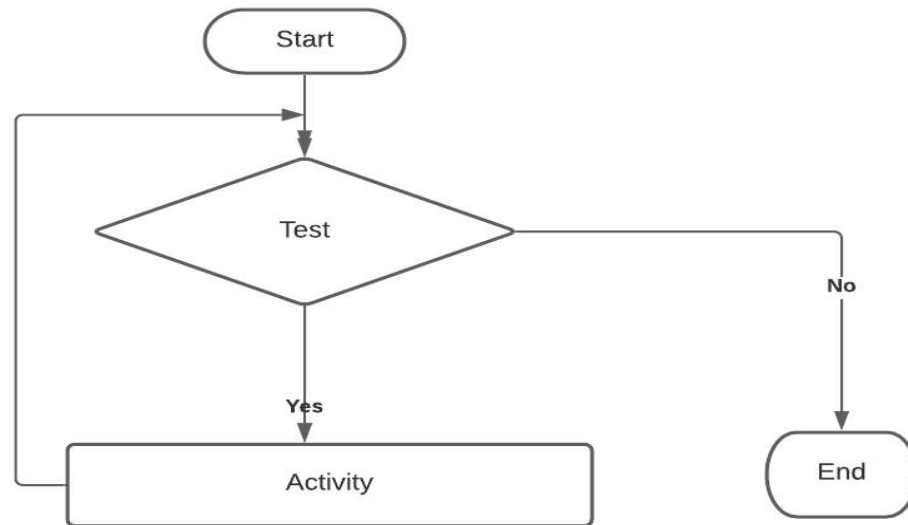 Start
Test
No
Yes
Activity
End